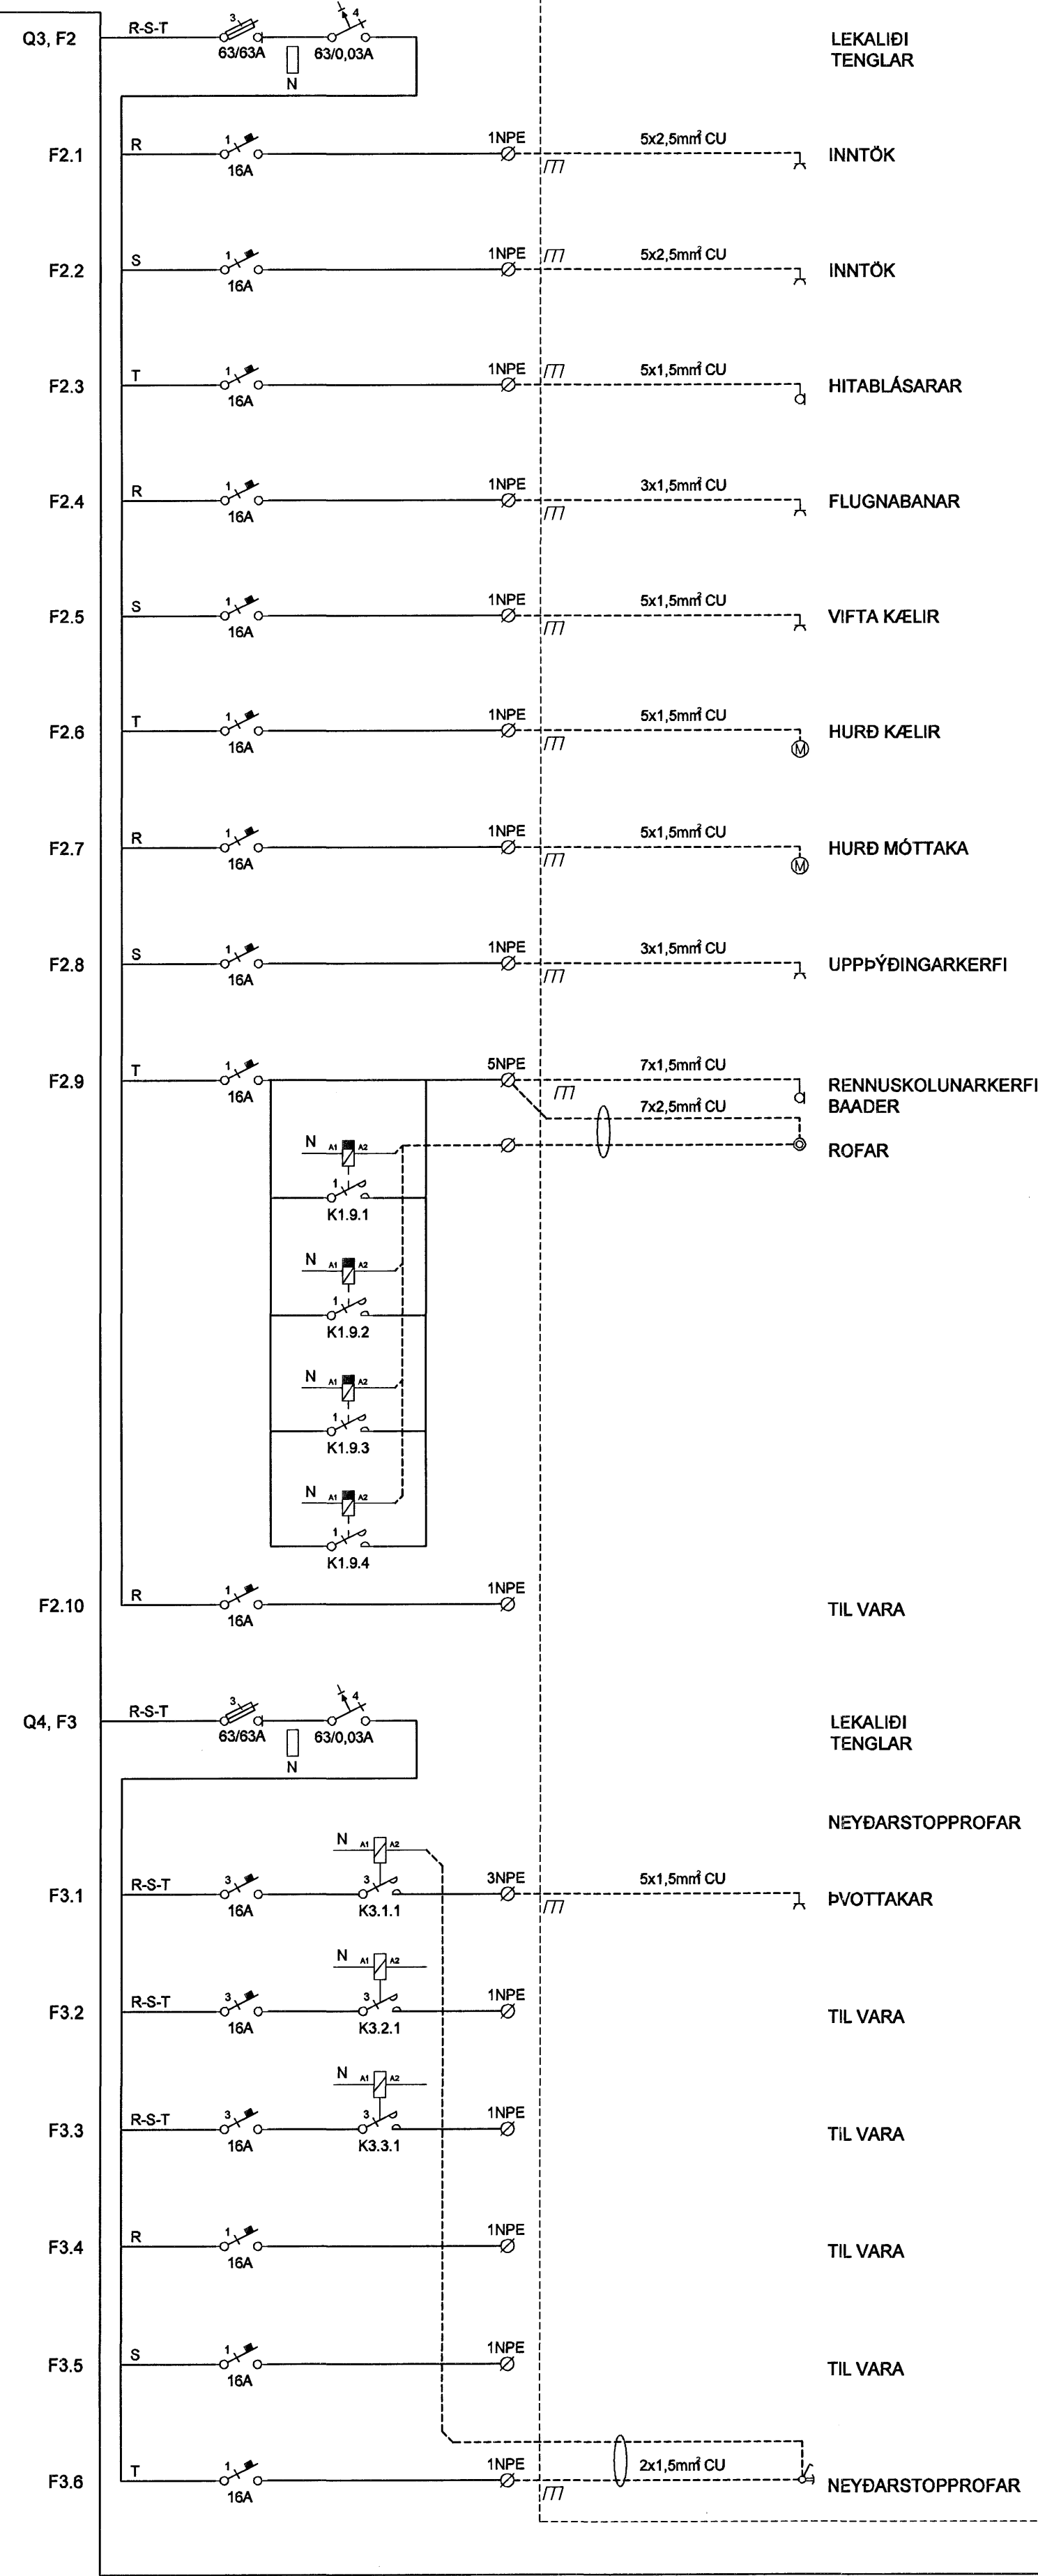 Q3, F2 R-S-T 3 63/63A N 4 63/0,03A LEKALIÐI
TENGLAR
F2.1 R 1 16A 1NPE 5x2,5mm² CU INNTÖK
F2.2 S 1 16A 1NPE 5x2,5mm² CU INNTÖK
F2.3 T 1 16A 1NPE 5x1,5mm² CU HITABLÁSARAR
F2.4 R 1 16A 1NPE 3x1,5mm² CU FLUGNABANAR
F2.5 S 1 16A 1NPE 5x1,5mm² CU VIFTA KÆLIR
F2.6 T 1 16A 1NPE 5x1,5mm² CU M HURÐ KÆLIR
F2.7 R 1 16A 1NPE 5x1,5mm² CU M HURÐ MÓTTAKA
F2.8 S 1 16A 1NPE 3x1,5mm² CU UPPÞÝÐINGARKERFI
F2.9 T 1 16A 5NPE 7x1,5mm² CU RENNUSKOLUNARKERFI
7x2,5mm² CU BAADER
N A1 A2 ROFAR
1
K1.9.1
N A1 A2
1
K1.9.2
N A1 A2
1
K1.9.3
N A1 A2
1
K1.9.4
F2.10 R 1 16A 1NPE TIL VARA
Q4, F3 R-S-T 3 63/63A N 4 63/0,03A LEKALIÐI
TENGLAR
NEYÐARSTOPPROFAR
N A1 A2
F3.1 R-S-T 3 16A 3 K3.1.1 3NPE 5x1,5mm² CU ÞVOTTAKAR
N A1 A2
F3.2 R-S-T 3 16A 3 K3.2.1 1NPE TIL VARA
N A1 A2
F3.3 R-S-T 3 16A 3 K3.3.1 1NPE TIL VARA
F3.4 R 1 16A 1NPE TIL VARA
F3.5 S 1 16A 1NPE TIL VARA
F3.6 T 1 16A 1NPE 2x1,5mm² CU NEYÐARSTOPPROFAR